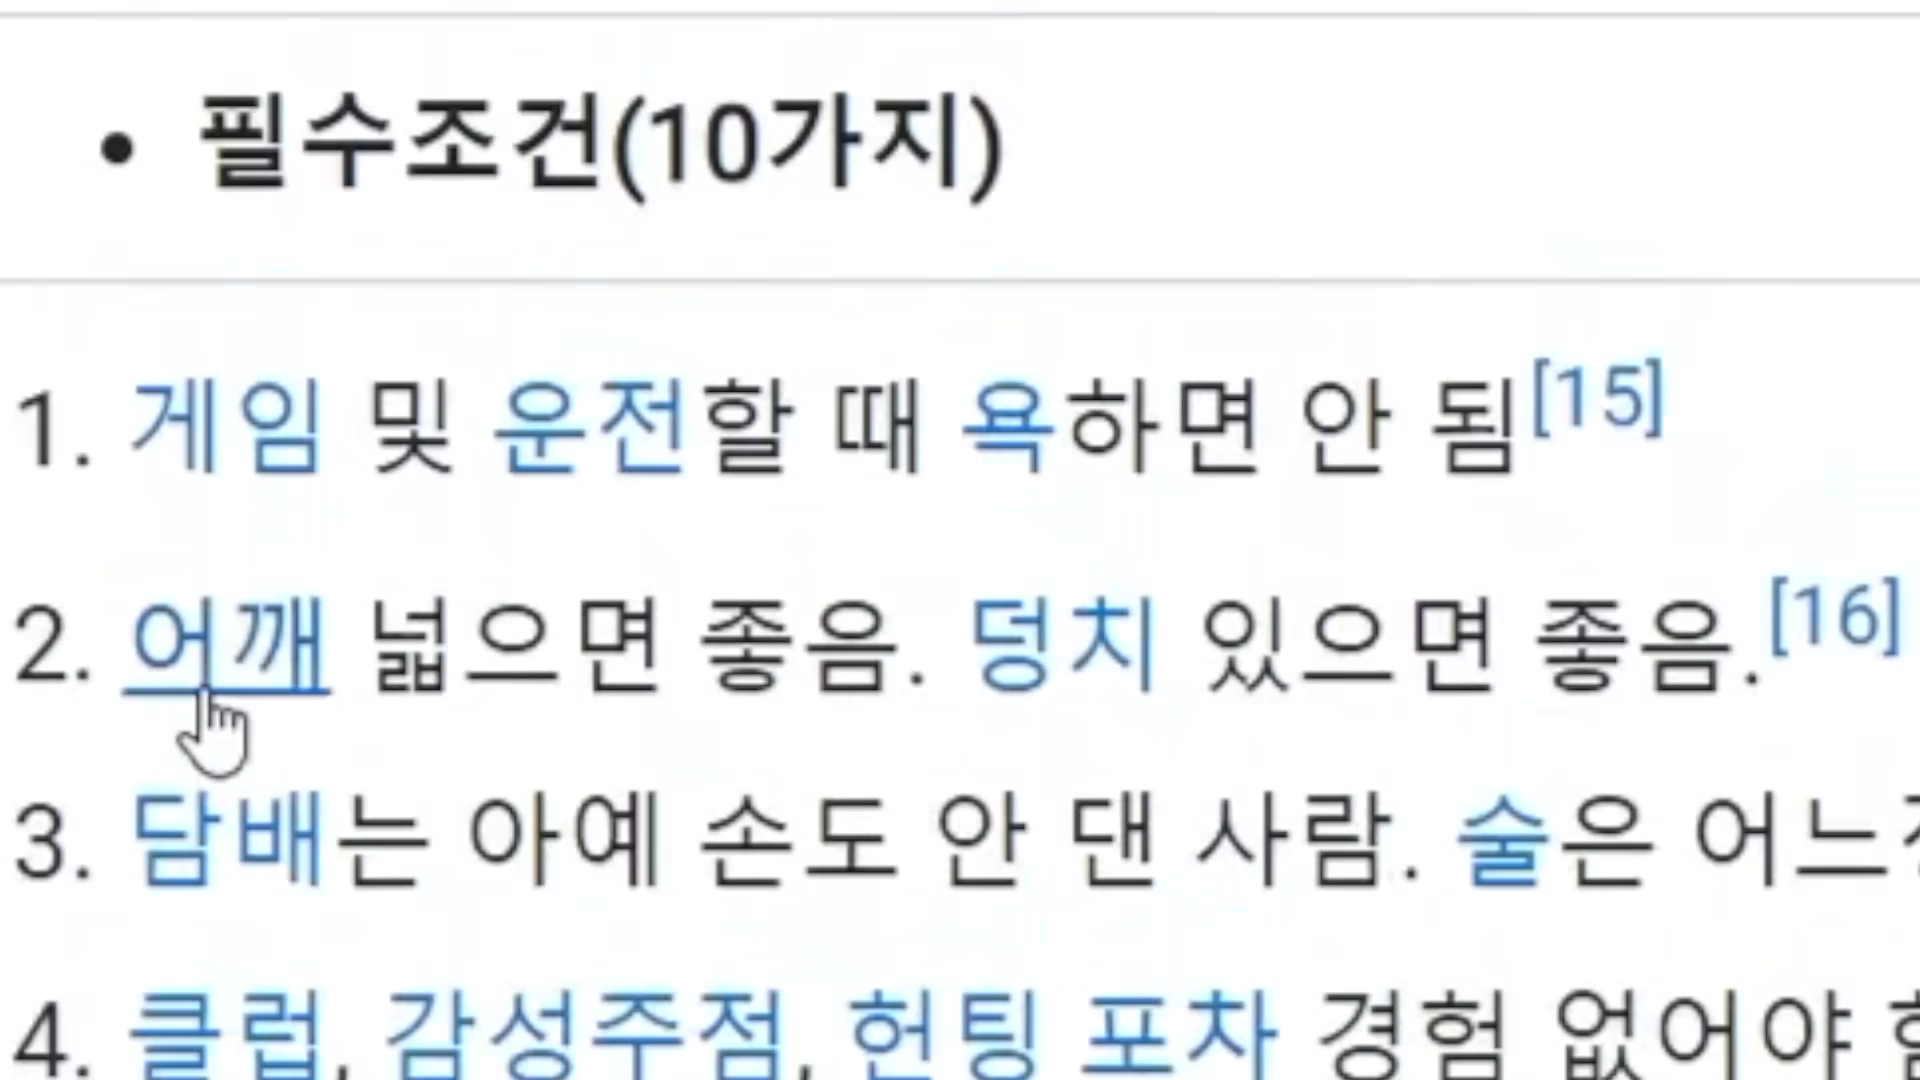 • 필수조건(10가지)
1. 게임 및 운전할 때 욕하면 안 됨[15]
2. 어깨 넓으면 좋음. 덩치 있으면 좋음.[16]
3. 담배는 아예 손도 안 댄 사람. 술은
4. 클럽, 감성주점, 헌팅 포차 경험 없어야